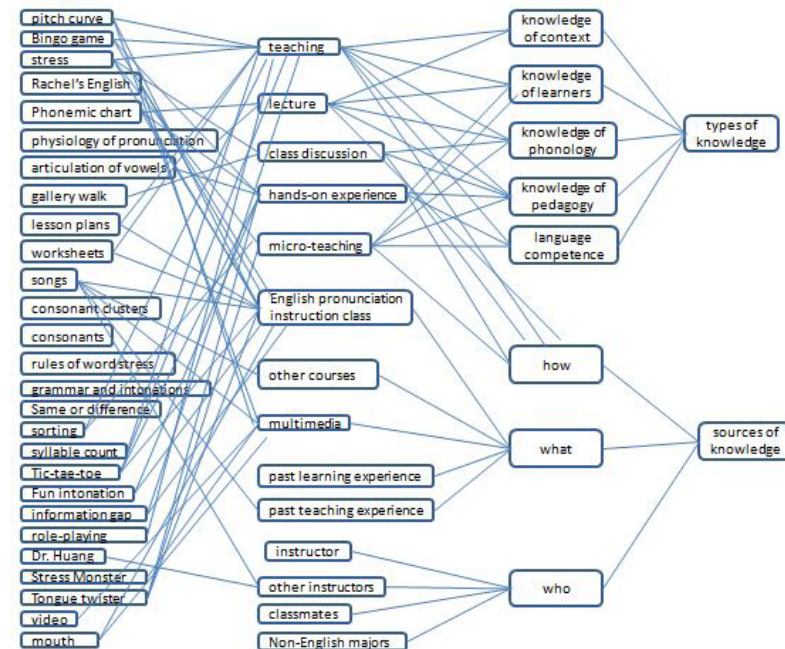 pitch curve
Bingo game
stress
Rachel's English
Phonemic chart
physiology of pronunciation
articulation of vowels
gallery walk
lesson plans
worksheets
songs
consonant clusters
consonants
rules of word stress
grammar and intonations
Same or difference
sorting
syllable count
Tic-tae-toe
Fun intonation
information gap
role-playing
Dr. Huang
Stress Monster
Tongue twister
video
mouth
teaching
lecture
class discussion
hands-on experience
micro-teaching
English pronunciation
instruction class
other courses
multimedia
past learning experience
past teaching experience
instructor
other instructors
classmates
Non-English majors
knowledge
of context
knowledge
of learners
knowledge of
phonology
knowledge of
pedagogy
language
competence
how
what
who
types of
knowledge
sources of
knowledge